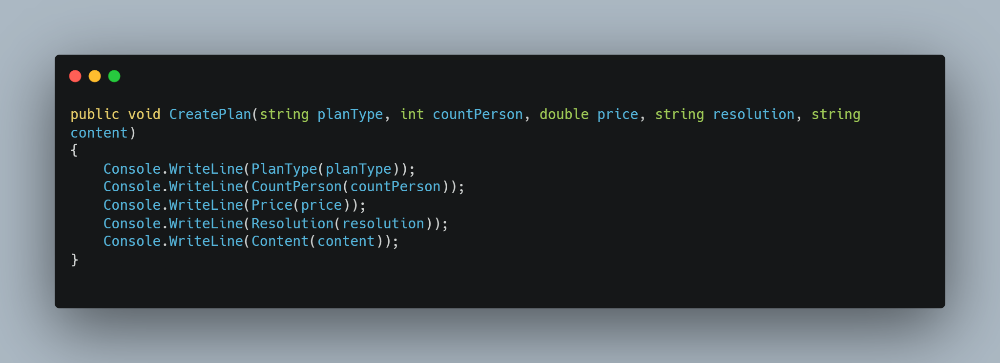 public void CreatePlan(string planType, int countPerson, double price, string resolution, string
content)
{
    Console.WriteLine(PlanType(planType));
    Console.WriteLine(CountPerson(countPerson));
    Console.WriteLine(Price(price));
    Console.WriteLine(Resolution(resolution));
    Console.WriteLine(Content(content));
}